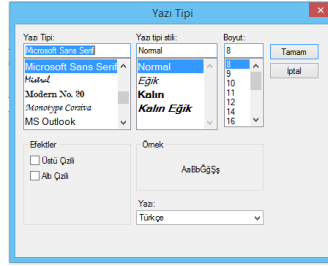 Yazı Tipi
Yazı Tipi:
Microsoft Sans Serif
Microsoft Sans Serif
Mistral
Modern No. 20
Monotype Corsiva
MS Outlook
Yazı tipi stili:
Normal
Normal
Eğik
Kalın
Kalın Eğik
Boyut:
8
8
9
10
11
12
14
16
Tamam
İptal
Efektler
Üstü Çizili
Altı Çizili
Örnek
AaBbĞğŞş
Yazı:
Türkçe